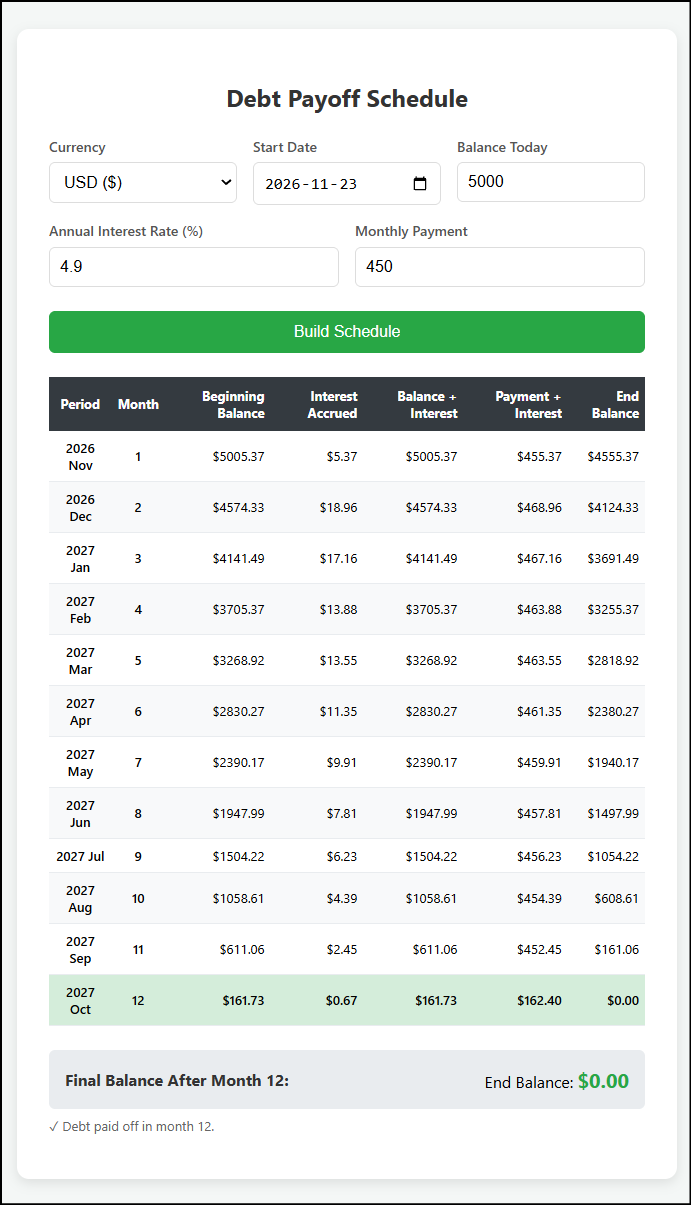 Debt Payoff Schedule
Currency Start Date Balance Today
USD ($) 2026-11-23 5000
Annual Interest Rate (%) Monthly Payment
4.9 450
Build Schedule
Period Month Beginning Balance Interest Accrued Balance + Interest Payment + Interest End Balance
2026 Nov 1 $5005.37 $5.37 $5005.37 $455.37 $4555.37
2026 Dec 2 $4574.33 $18.96 $4574.33 $468.96 $4124.33
2027 Jan 3 $4141.49 $17.16 $4141.49 $467.16 $3691.49
2027 Feb 4 $3705.37 $13.88 $3705.37 $463.88 $3255.37
2027 Mar 5 $3268.92 $13.55 $3268.92 $463.55 $2818.92
2027 Apr 6 $2830.27 $11.35 $2830.27 $461.35 $2380.27
2027 May 7 $2390.17 $9.91 $2390.17 $459.91 $1940.17
2027 Jun 8 $1947.99 $7.81 $1947.99 $457.81 $1497.99
2027 Jul 9 $1504.22 $6.23 $1504.22 $456.23 $1054.22
2027 Aug 10 $1058.61 $4.39 $1058.61 $454.39 $608.61
2027 Sep 11 $611.06 $2.45 $611.06 $452.45 $161.06
2027 Oct 12 $161.73 $0.67 $161.73 $162.40 $0.00
Final Balance After Month 12: End Balance: $0.00
✓ Debt paid off in month 12.